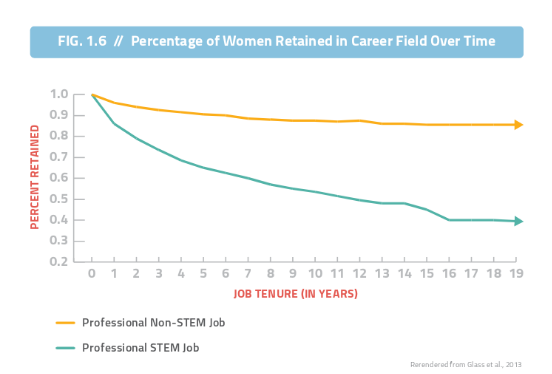 FIG. 1.6 // Percentage of Women Retained in Career Field Over Time
PERCENT RETAINED
1.0
0.9
0.8
0.7
0.6
0.5
0.4
0.3
0.2
0 1 2 3 4 5 6 7 8 9 10 11 12 13 14 15 16 17 18 19
JOB TENURE (IN YEARS)
Professional Non-STEM Job
Professional STEM Job
Rerendered from Glass et al., 2013